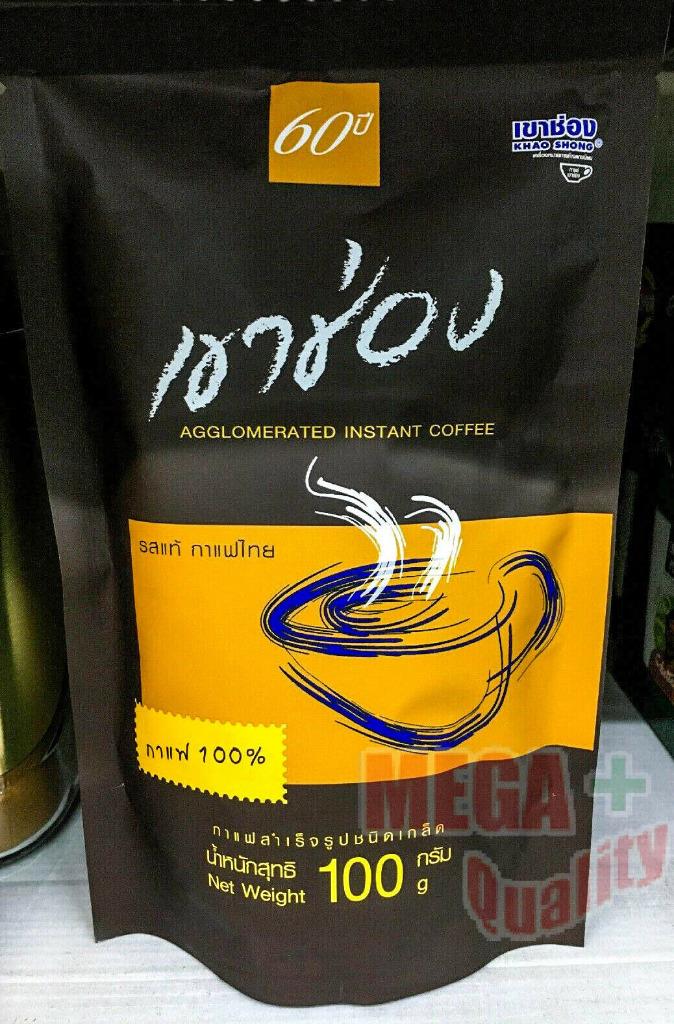 60 ปี
เขาช่อง
KHAO SHONG®
เขาช่อง
AGGLOMERATED INSTANT COFFEE
รสแท้ กาแฟไทย
กาแฟ 100%
กาแฟสำเร็จรูปชนิดเกล็ด
น้ำหนักสุทธิ 100 กรัม
Net Weight g
MEGA +
Quality